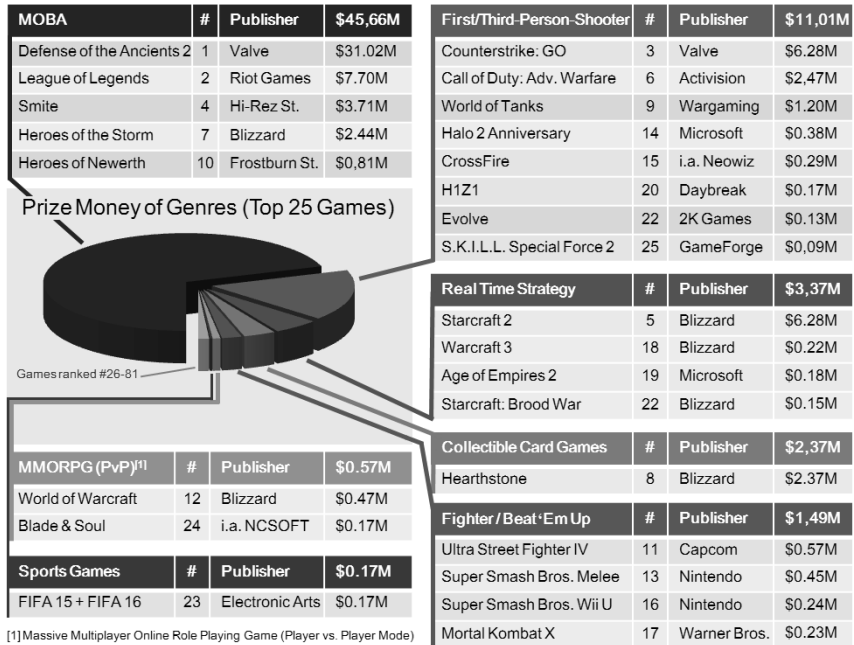 MOBA # Publisher $45,66M
Defense of the Ancients 2 1 Valve $31.02M
League of Legends 2 Riot Games $7.70M
Smite 4 Hi-Rez St. $3.71M
Heroes of the Storm 7 Blizzard $2.44M
Heroes of Newerth 10 Frostburn St. $0,81M
Prize Money of Genres (Top 25 Games)
Games ranked #26-81
MMORPG (PvP)[1] # Publisher $0.57M
World of Warcraft 12 Blizzard $0.47M
Blade & Soul 24 i.a. NCSOFT $0.17M
Sports Games # Publisher $0.17M
FIFA 15 + FIFA 16 23 Electronic Arts $0.17M
[1] Massive Multiplayer Online Role Playing Game (Player vs. Player Mode)
First/Third-Person-Shooter # Publisher $11,01M
Counterstrike: GO 3 Valve $6.28M
Call of Duty: Adv. Warfare 6 Activision $2,47M
World of Tanks 9 Wargaming $1.20M
Halo 2 Anniversary 14 Microsoft $0.38M
CrossFire 15 i.a. Neowiz $0.29M
H1Z1 20 Daybreak $0.17M
Evolve 22 2K Games $0.13M
S.K.I.L.L. Special Force 2 25 GameForge $0,09M
Real Time Strategy # Publisher $3,37M
Starcraft 2 5 Blizzard $6.28M
Warcraft 3 18 Blizzard $0.22M
Age of Empires 2 19 Microsoft $0.18M
Starcraft: Brood War 22 Blizzard $0.15M
Collectible Card Games # Publisher $2,37M
Hearthstone 8 Blizzard $2.37M
Fighter / Beat‘Em Up # Publisher $1,49M
Ultra Street Fighter IV 11 Capcom $0.57M
Super Smash Bros. Melee 13 Nintendo $0.45M
Super Smash Bros. Wii U 16 Nintendo $0.24M
Mortal Kombat X 17 Warner Bros. $0.23M